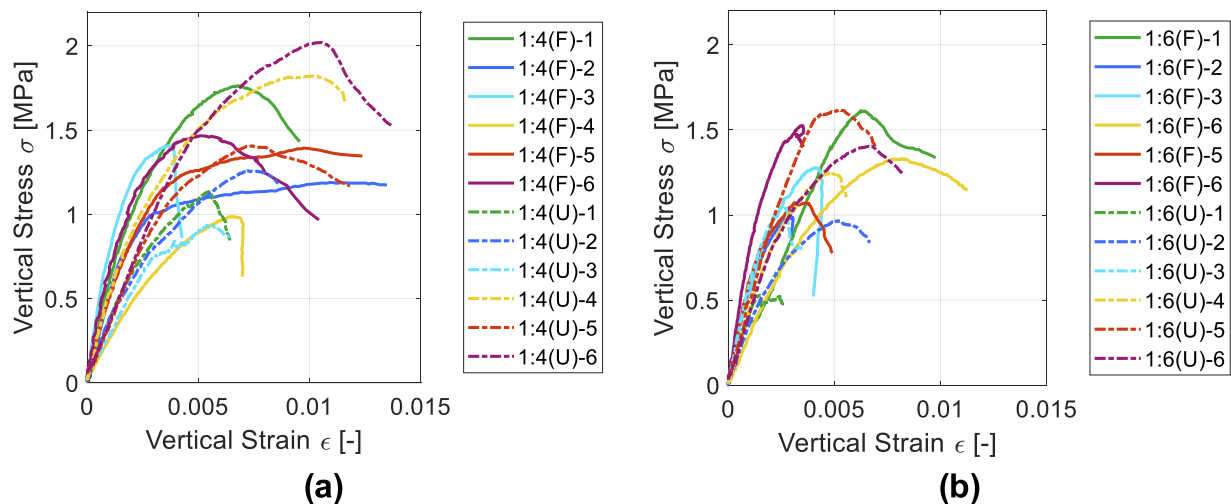 2
1.5
1
0.5
0
0
0.005
0.01
0.015
Vertical Stress σ [MPa]
Vertical Strain ϵ [-]
1:4(F)-1
1:4(F)-2
1:4(F)-3
1:4(F)-4
1:4(F)-5
1:4(F)-6
1:4(U)-1
1:4(U)-2
1:4(U)-3
1:4(U)-4
1:4(U)-5
1:4(U)-6
(a)
2
1.5
1
0.5
0
0
0.005
0.01
0.015
Vertical Stress σ [MPa]
Vertical Strain ϵ [-]
1:6(F)-1
1:6(F)-2
1:6(F)-3
1:6(F)-6
1:6(F)-5
1:6(F)-6
1:6(U)-1
1:6(U)-2
1:6(U)-3
1:6(U)-4
1:6(U)-5
1:6(U)-6
(b)